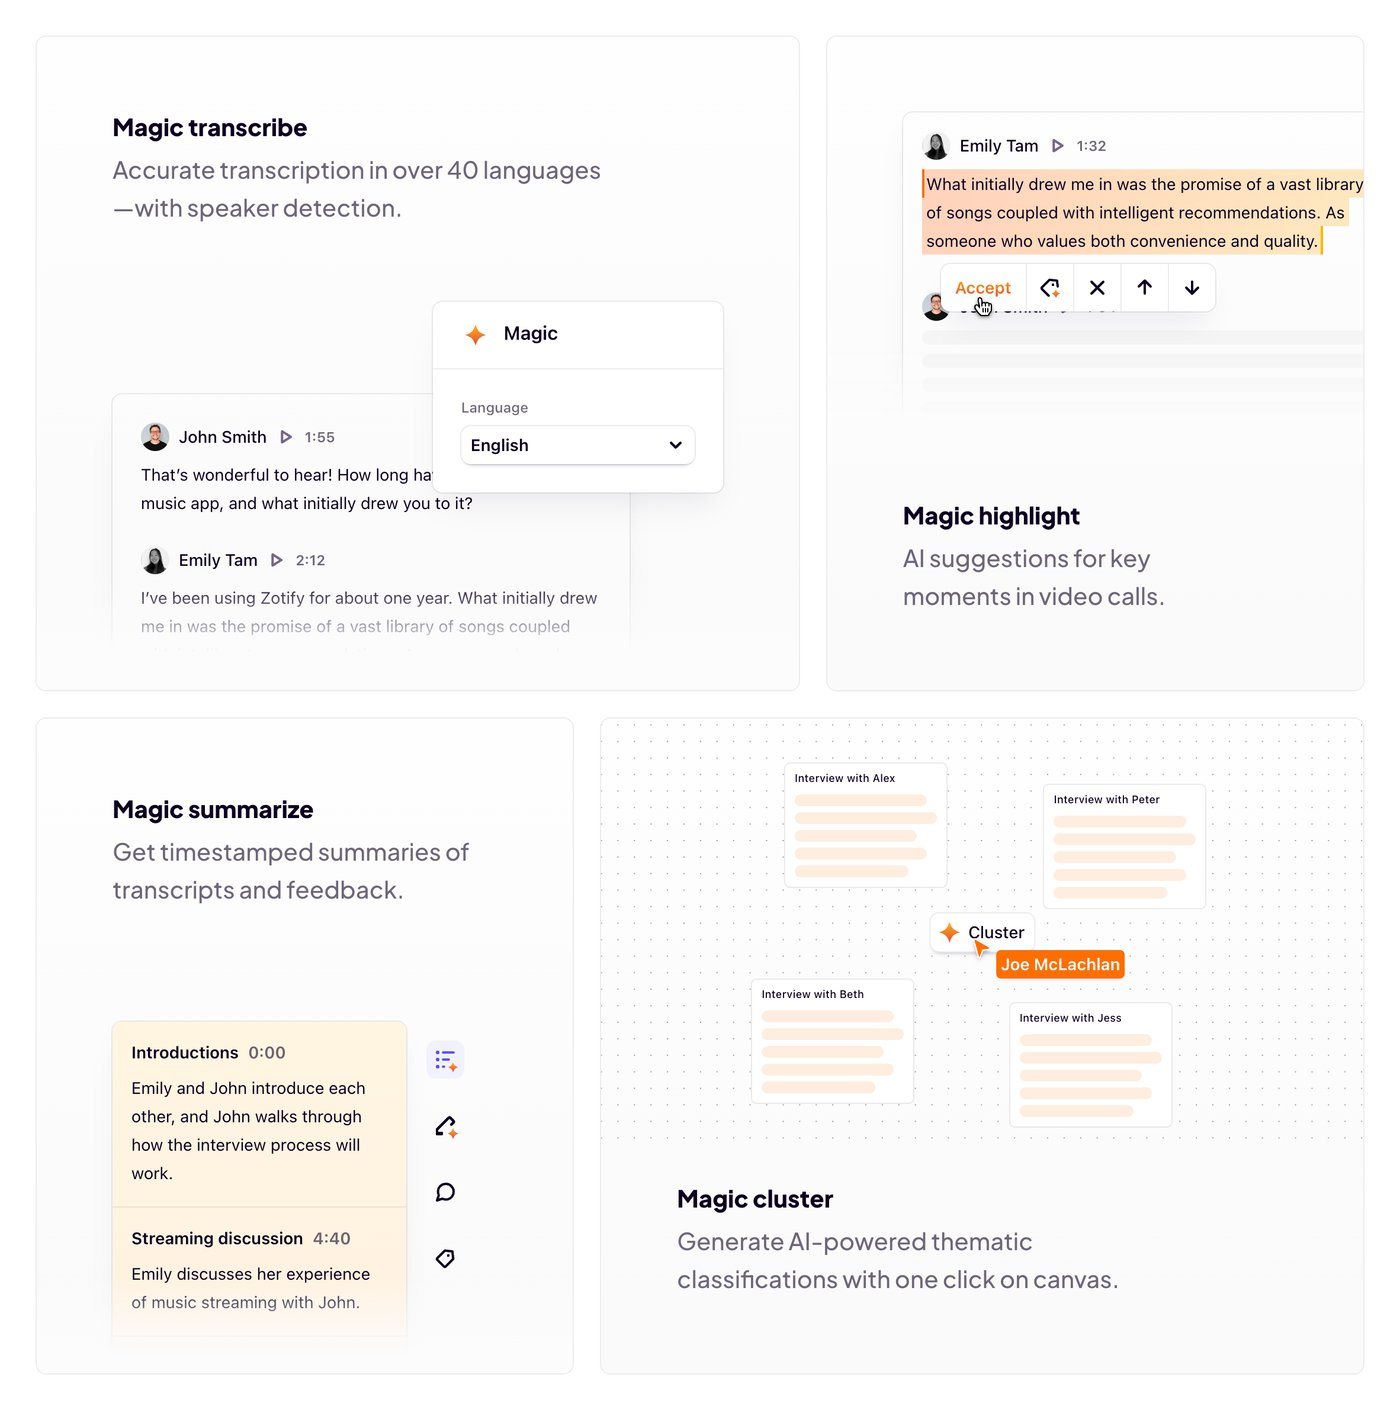 Magic transcribe
Accurate transcription in over 40 languages
—with speaker detection.
Magic
Language
English
John Smith 1:55
That’s wonderful to hear! How long
music app, and what initially drew you to it?
Emily Tam 2:12
I’ve been using Zotify for about one year. What initially drew
me in was the promise of a vast library of songs coupled
Emily Tam 1:32
What initially drew me in was the promise of a vast library
of songs coupled with intelligent recommendations. As
someone who values both convenience and quality.
Accept
Magic highlight
AI suggestions for key
moments in video calls.
Magic summarize
Get timestamped summaries of
transcripts and feedback.
Introductions 0:00
Emily and John introduce each
other, and John walks through
how the interview process will
work.
Streaming discussion 4:40
Emily discusses her experience
of music streaming with John.
Interview with Alex
Interview with Peter
Cluster
Joe McLachlan
Interview with Beth
Interview with Jess
Magic cluster
Generate AI-powered thematic
classifications with one click on canvas.